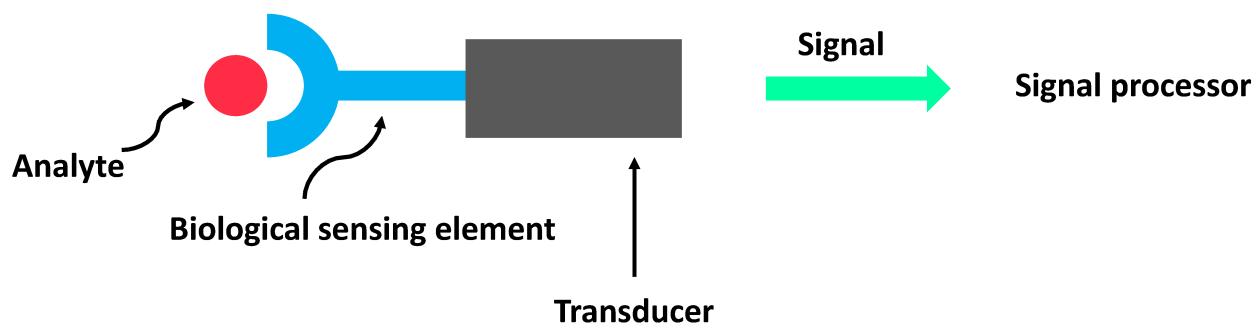 Signal
Signal processor
Analyte
Biological sensing element
Transducer